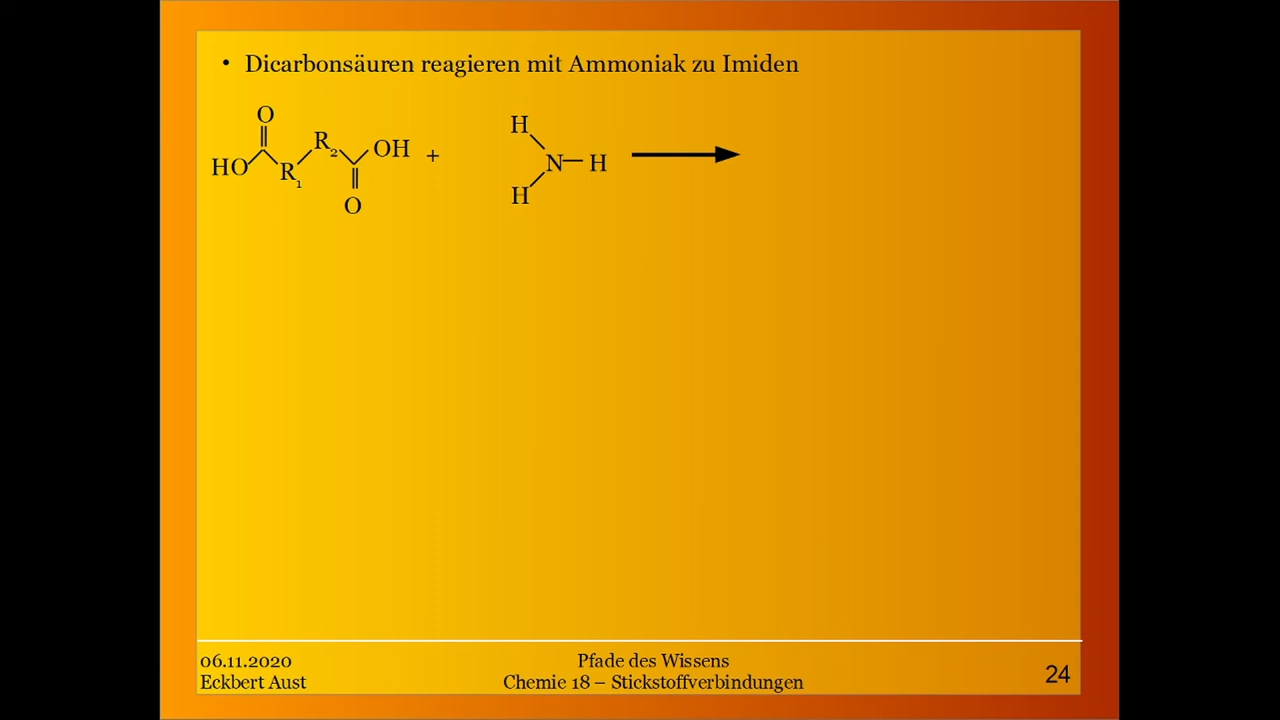 • Dicarbonsäuren reagieren mit Ammoniak zu Imiden
O
H
R₂
OH
+
HO
R₁
N
H
O
H
06.11.2020
Pfade des Wissens
Eckbert Aust
Chemie 18 – Stickstoffverbindungen
24